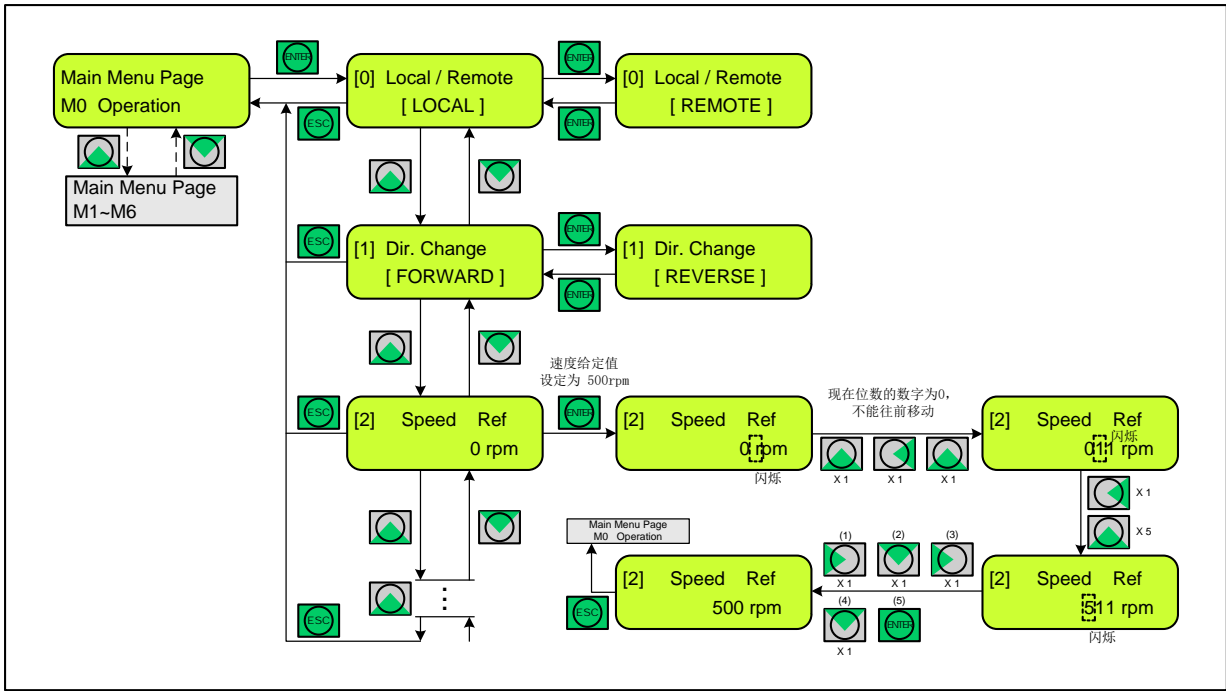 Main Menu Page
M0 Operation
ENTER
ESC
[0] Local / Remote
[ LOCAL ]
ENTER
ENTER
[0] Local / Remote
[ REMOTE ]
Main Menu Page
M1~M6
ESC
[1] Dir. Change
[ FORWARD ]
ENTER
ENTER
[1] Dir. Change
[ REVERSE ]
ESC
[2] Speed Ref
0 rpm
速度给定值
设定为 500rpm
ENTER
[2] Speed Ref
0 rpm
闪烁
现在位数的数字为0,
不能往前移动
X 1
X 1
X 1
[2] Speed Ref
闪烁
011 rpm
X 1
X 5
[2] Speed Ref
511 rpm
闪烁
(1)
(2)
(3)
X 1
X 1
X 1
(4)
(5)
X 1
ENTER
[2] Speed Ref
500 rpm
ESC
Main Menu Page
M0 Operation
⋮
ESC